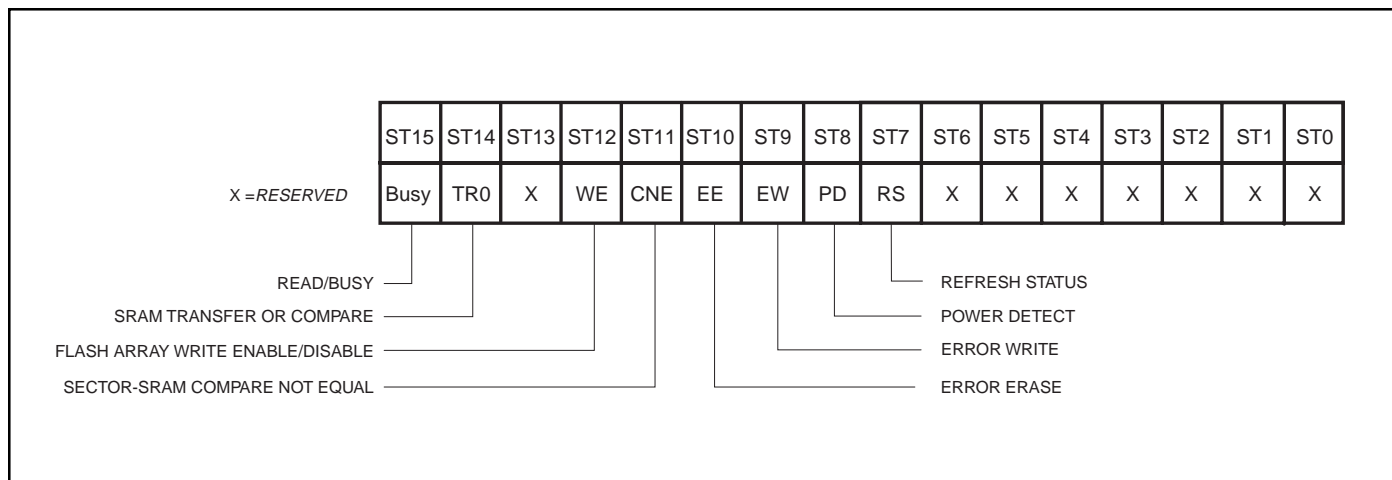 ST15 ST14 ST13 ST12 ST11 ST10 ST9 ST8 ST7 ST6 ST5 ST4 ST3 ST2 ST1 ST0
X =RESERVED Busy TR0 X WE CNE EE EW PD RS X X X X X X X
READ/BUSY REFRESH STATUS
SRAM TRANSFER OR COMPARE POWER DETECT
FLASH ARRAY WRITE ENABLE/DISABLE ERROR WRITE
SECTOR-SRAM COMPARE NOT EQUAL ERROR ERASE